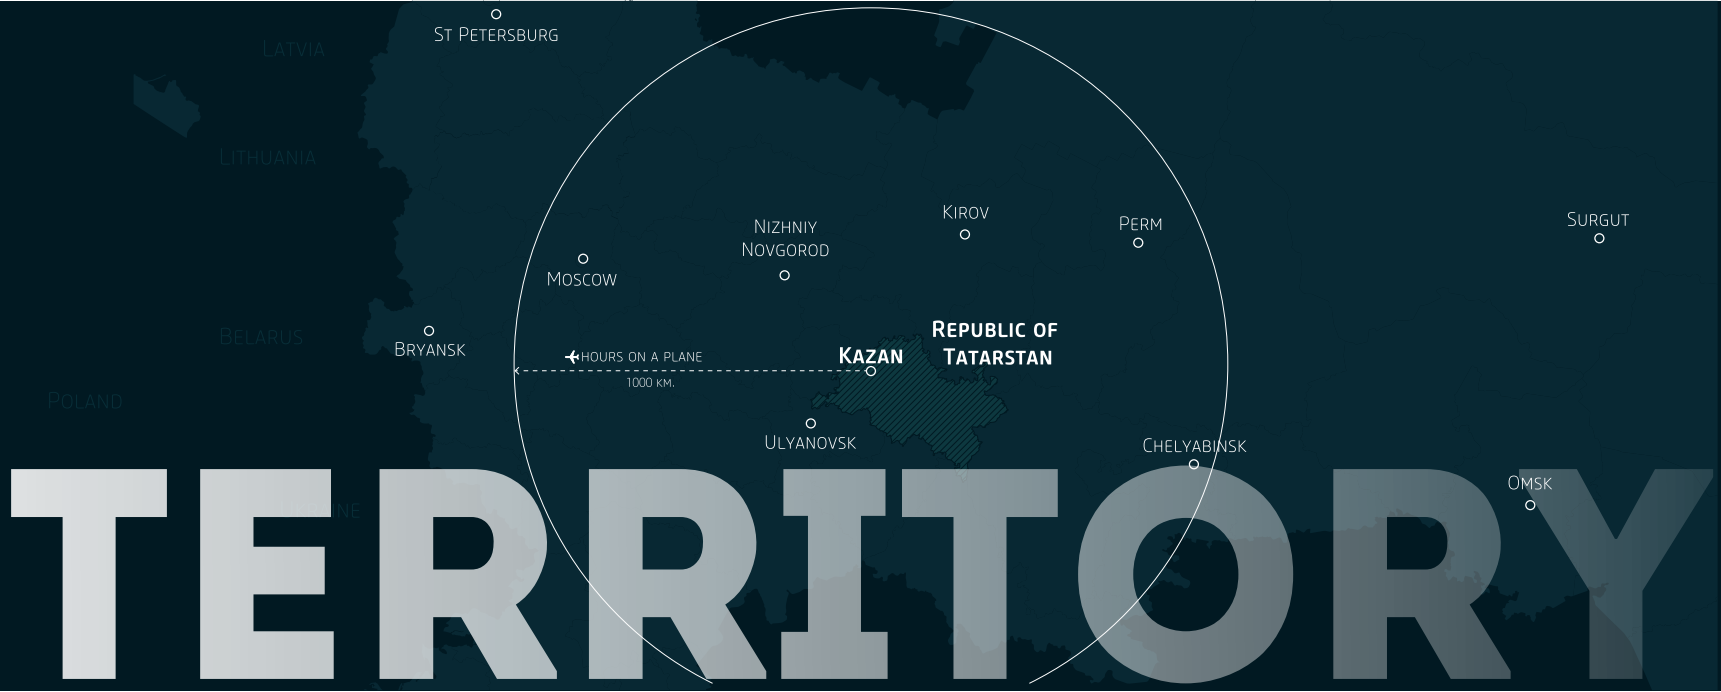 St Petersburg
Latvia
Lithuania
Kirov
Surgut
Perm
Nizhniy
Novgorod
Moscow
Republic of
Tatarstan
Belarus
Bryansk
Kazan
hours on a plane
1000 km.
Poland
Ulyanovsk
Chelyabinsk
Omsk
TERRITORY